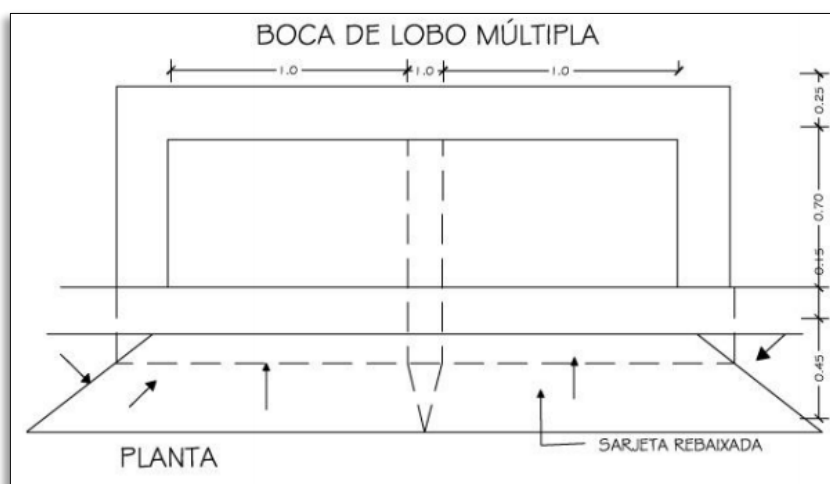 BOCA DE LOBO MÚLTIPLA
1.0 1.0 1.0
0.25
0.70
0.15
0.45
SARJETA REBAIXADA
PLANTA